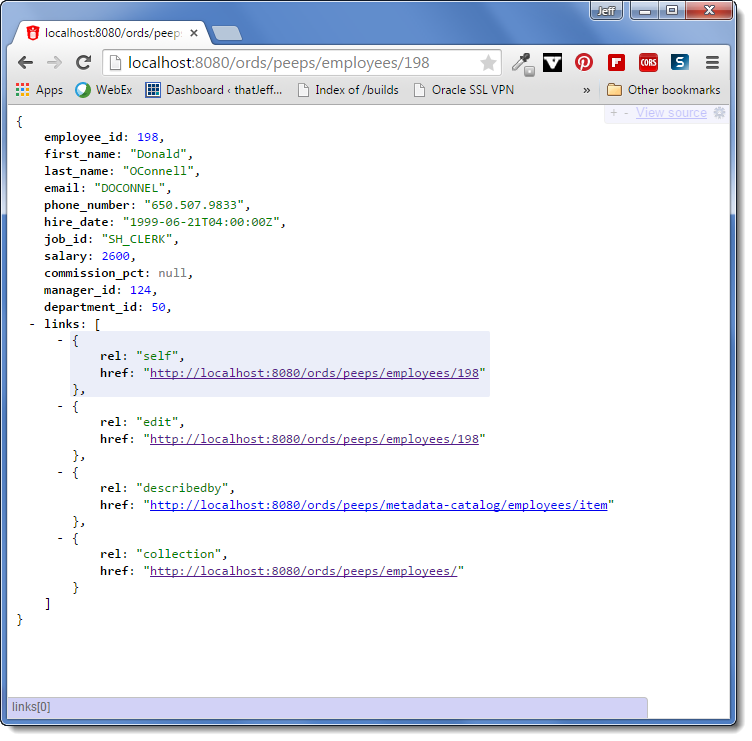 Jeff
localhost:8080/ords/peeps
localhost:8080/ords/peeps/employees/198
CORS
S
Apps WebEx Dashboard ‹ thatJeff... Index of /builds Oracle SSL VPN » Other bookmarks
+ - View source
{
employee_id: 198,
first_name: "Donald",
last_name: "OConnell",
email: "DOCONNEL",
phone_number: "650.507.9833",
hire_date: "1999-06-21T04:00:00Z",
job_id: "SH_CLERK",
salary: 2600,
commission_pct: null,
manager_id: 124,
department_id: 50,
- links: [
- {
rel: "self",
href: "http://localhost:8080/ords/peeps/employees/198"
},
- {
rel: "edit",
href: "http://localhost:8080/ords/peeps/employees/198"
},
- {
rel: "describedby",
href: "http://localhost:8080/ords/peeps/metadata-catalog/employees/item"
},
- {
rel: "collection",
href: "http://localhost:8080/ords/peeps/employees/"
}
]
}
links[0]